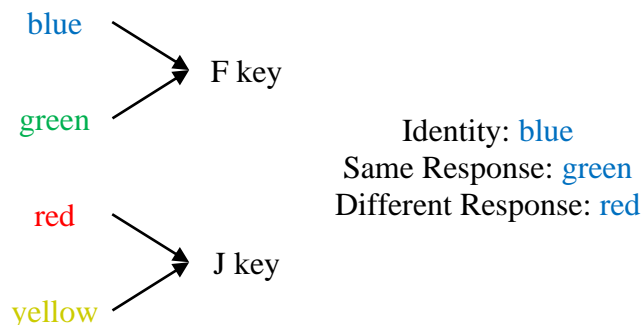 blue
F key
green
Identity: blue
Same Response: green
Different Response: red
red
J key
yellow